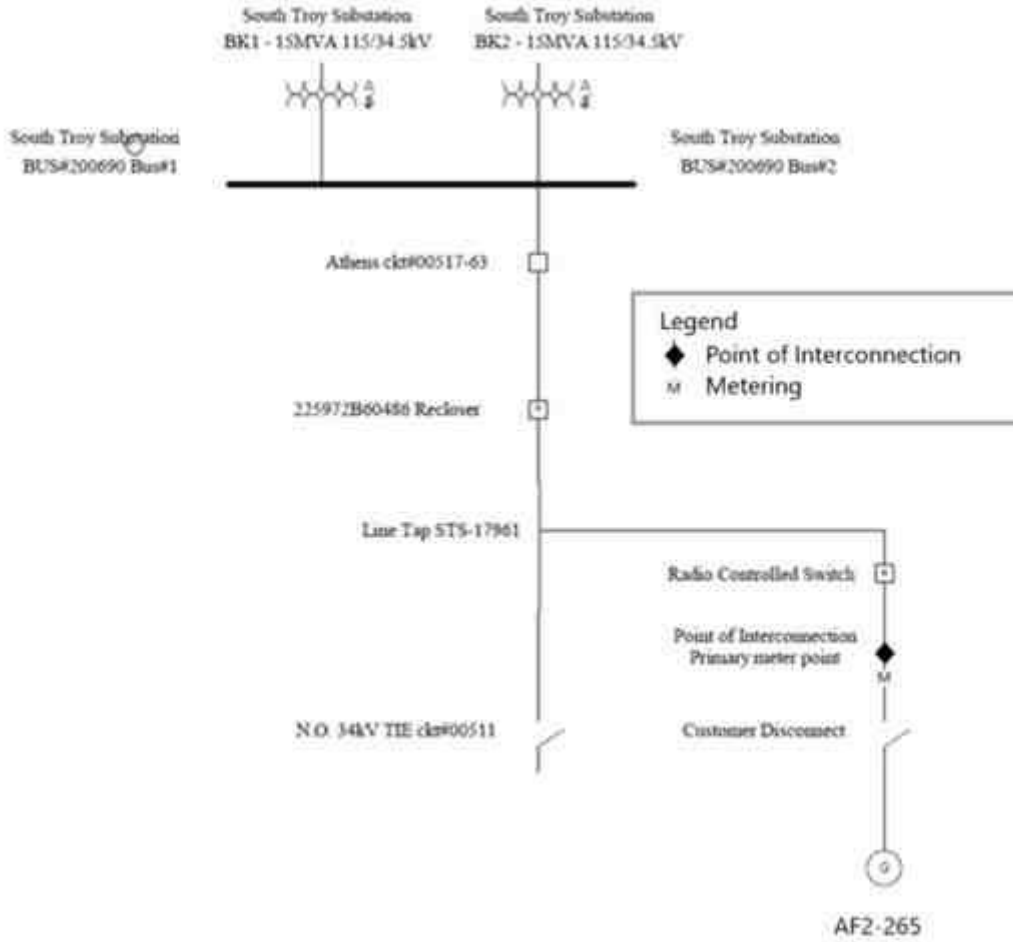 South Troy Substation
BK1 - 15MVA 115/34.5kV
South Troy Substation
BK2 - 15MVA 115/34.5kV
South Troy Substation
BUS#200690 Bus#1
South Troy Substation
BUS#200690 Bus#2
Athens ckt#00517-63
Legend
Point of Interconnection
M Metering
225972B60486 Recloser
Line Tap STS-17961
Radio Controlled Switch
Point of Interconnection
Primary meter point
M
N.O. 34kV TIE ckt#00511
Customer Disconnect
G
AF2-265